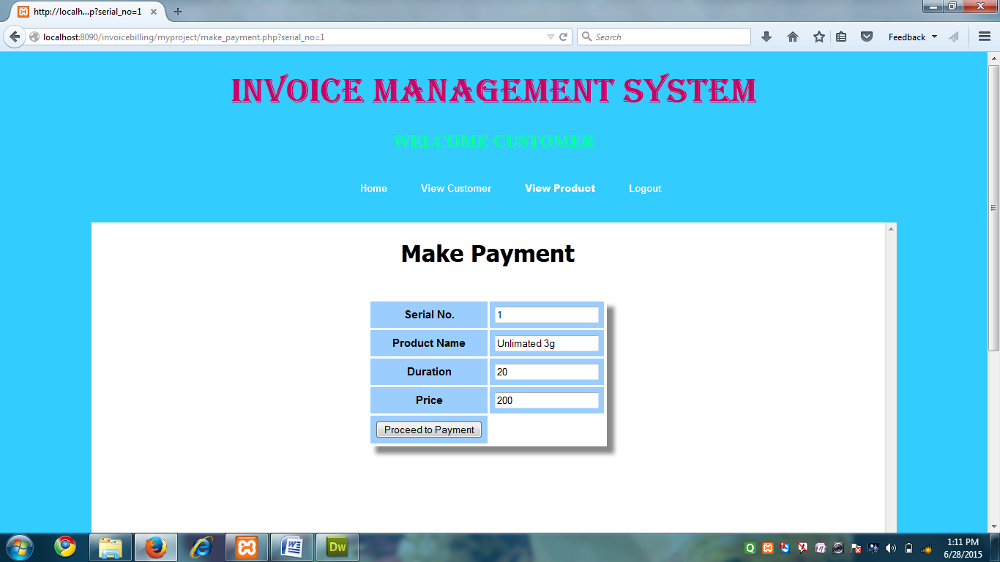 http://localh...p?serial_no=1
localhost:8090/invoicebilling/myproject/make_payment.php?serial_no=1
Search
Feedback
INVOICE MANAGEMENT SYSTEM
WELCOME CUSTOMER
Home View Customer View Product Logout
Make Payment
Serial No. 1
Product Name Unlimated 3g
Duration 20
Price 200
Proceed to Payment
Dw
1:11 PM
6/28/2015